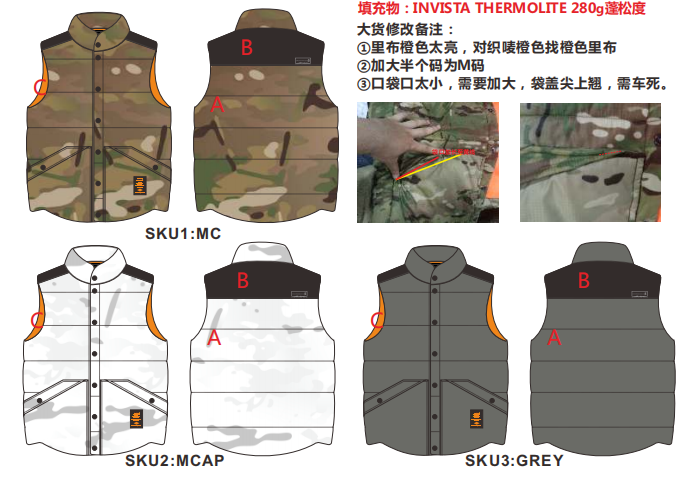 填充物：INVISTA THERMOLITE 280g蓬松度
大货修改备注：
①里布橙色太亮，对织唛橙色找橙色里布
②加大半个码为M码
③口袋口太小，需要加大，袋盖尖上翘，需车死。
B
C
A
SKU1:MC
B
C
A
SKU2:MCAP
B
C
A
SKU3:GREY